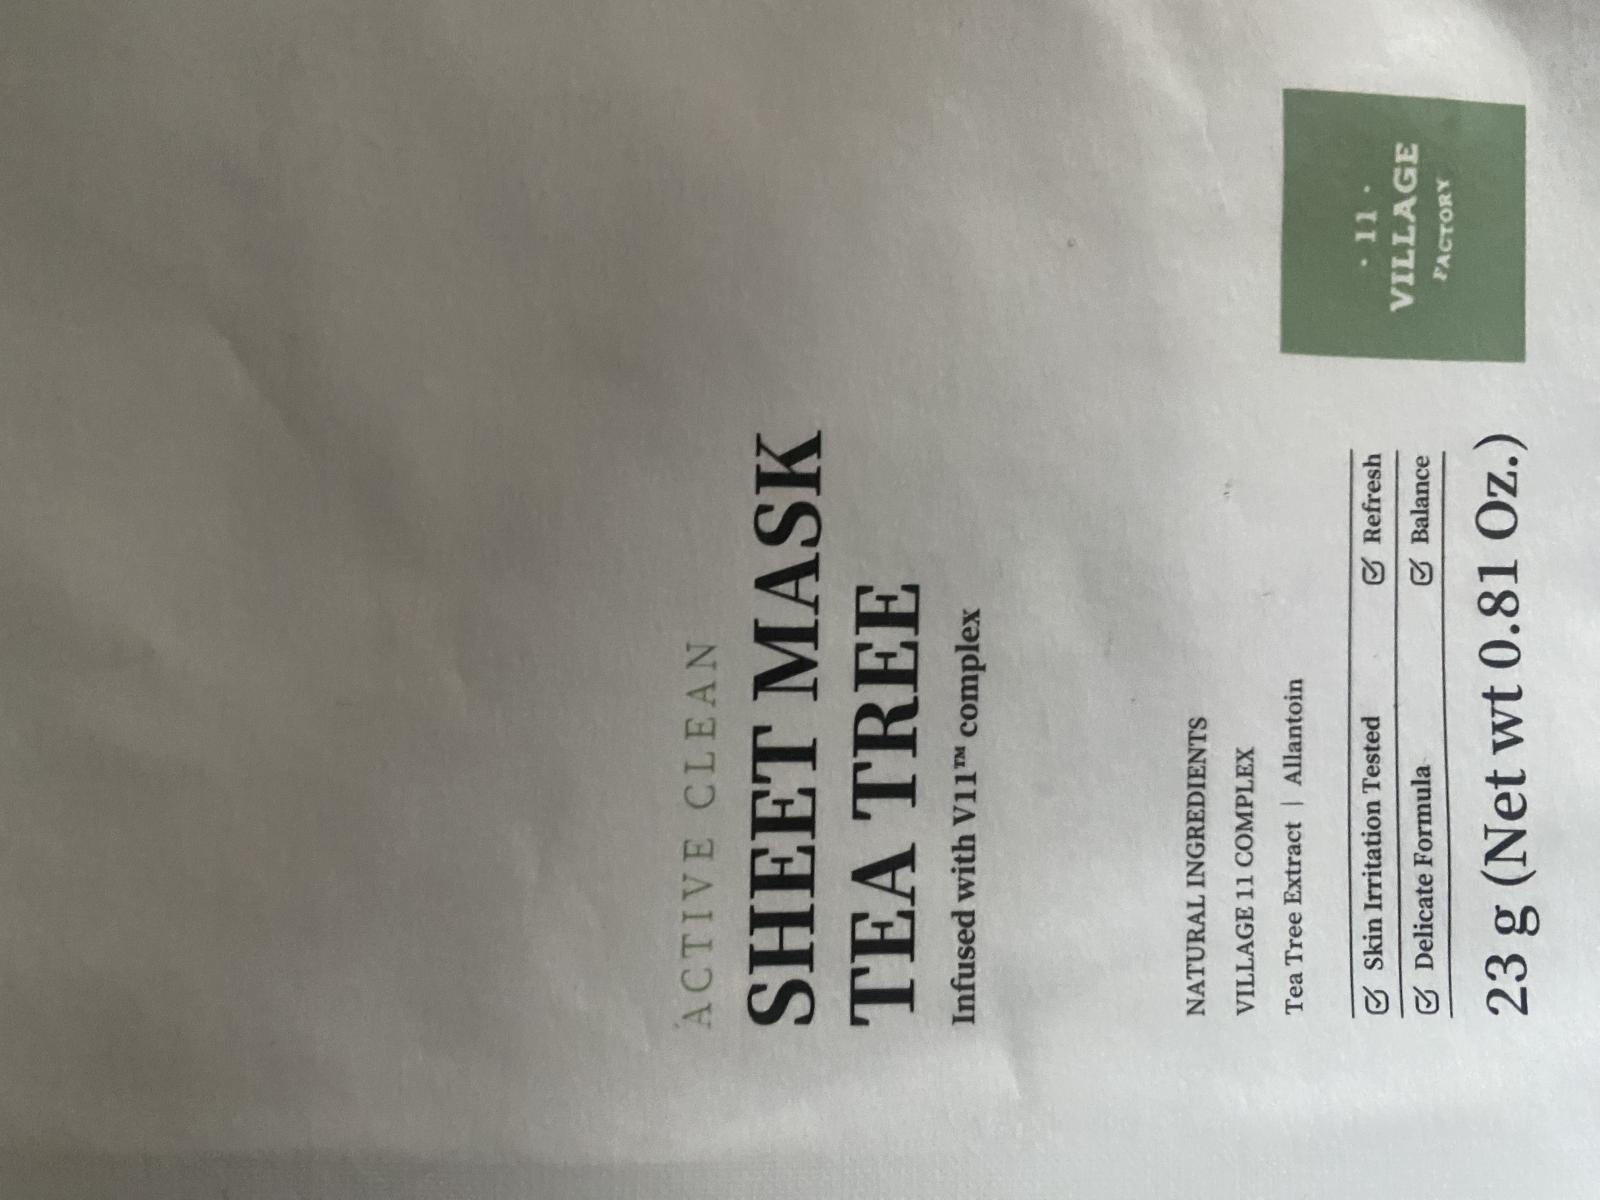 ACTIVE CLEAN
SHEET MASK
TEA TREE
Infused with V11™ complex
NATURAL INGREDIENTS
VILLAGE 11 COMPLEX
Tea Tree Extract | Allantoin
☑ Skin Irritation Tested ☑ Refresh
☑ Delicate Formula ☑ Balance
23 g (Net wt 0.81 Oz.)
· 11 ·
VILLAGE
FACTORY